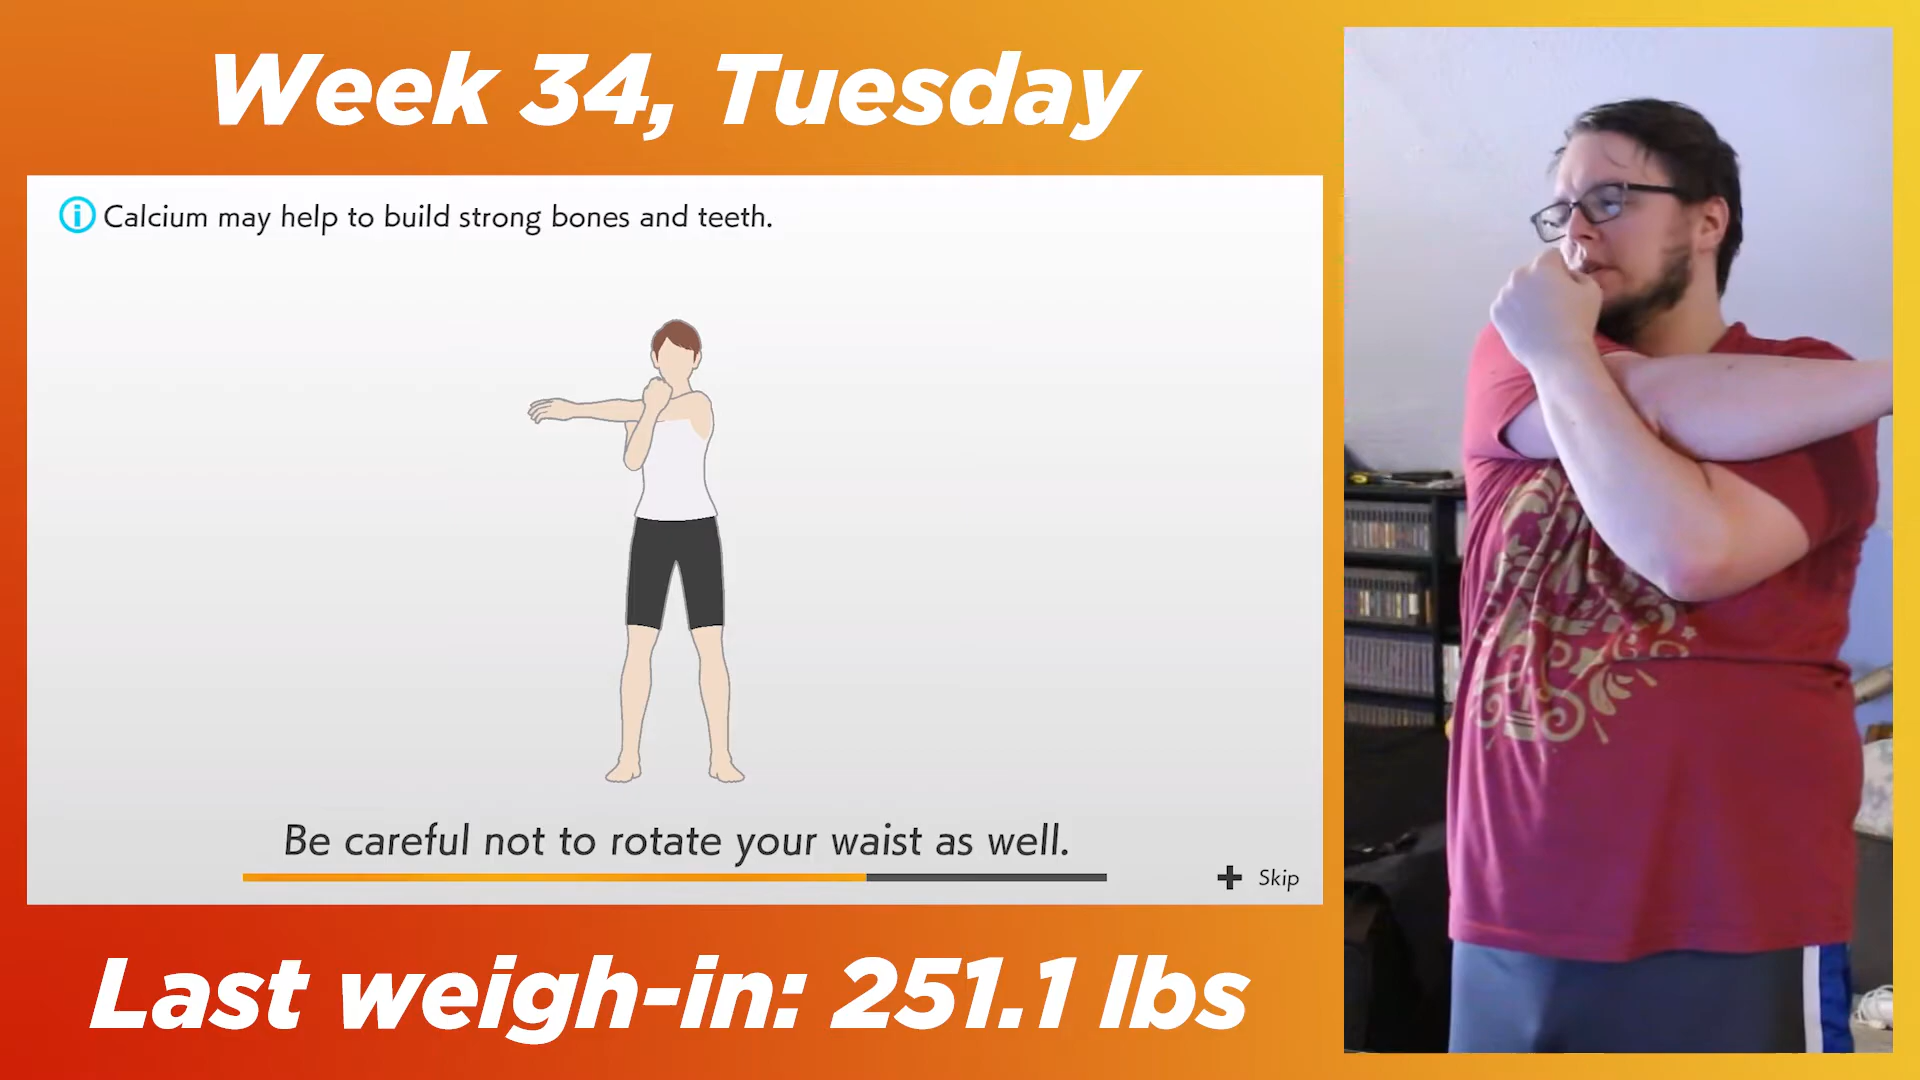 Week 34, Tuesday
Calcium may help to build strong bones and teeth.
Be careful not to rotate your waist as well.
Skip
Last weigh-in: 251.1 lbs